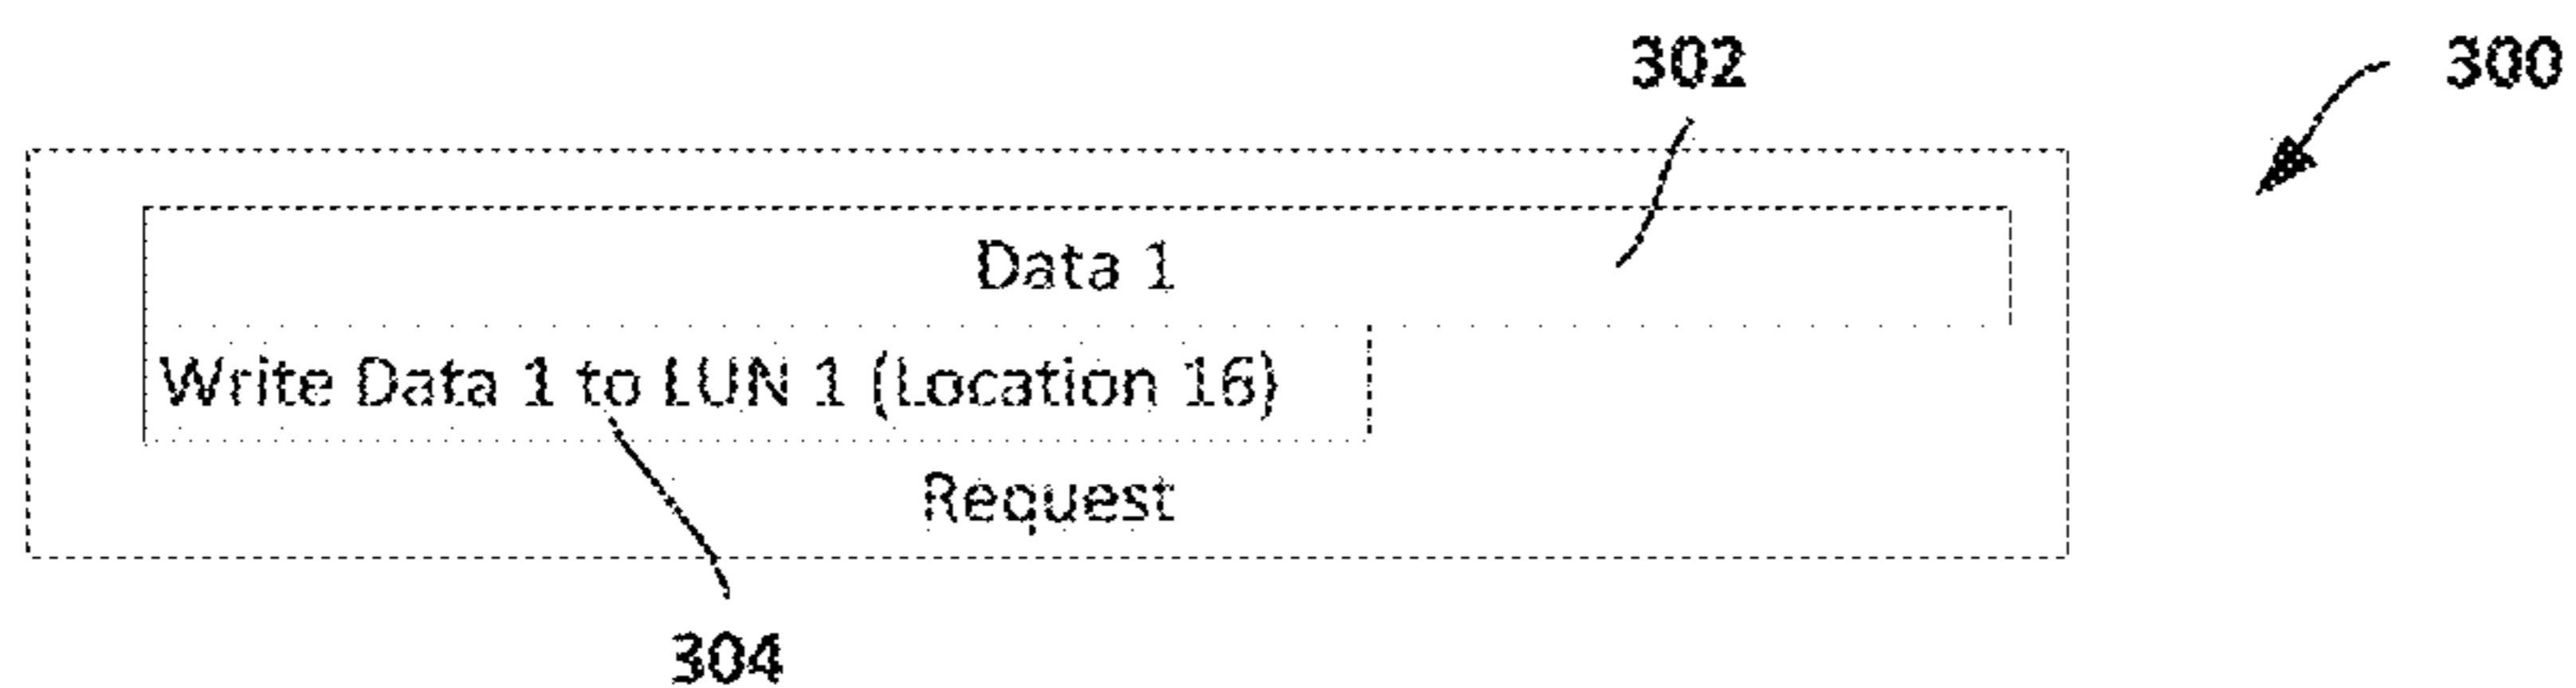 302
300
Data 1
Write Data 1 to LUN 1 (Location 16)
Request
304